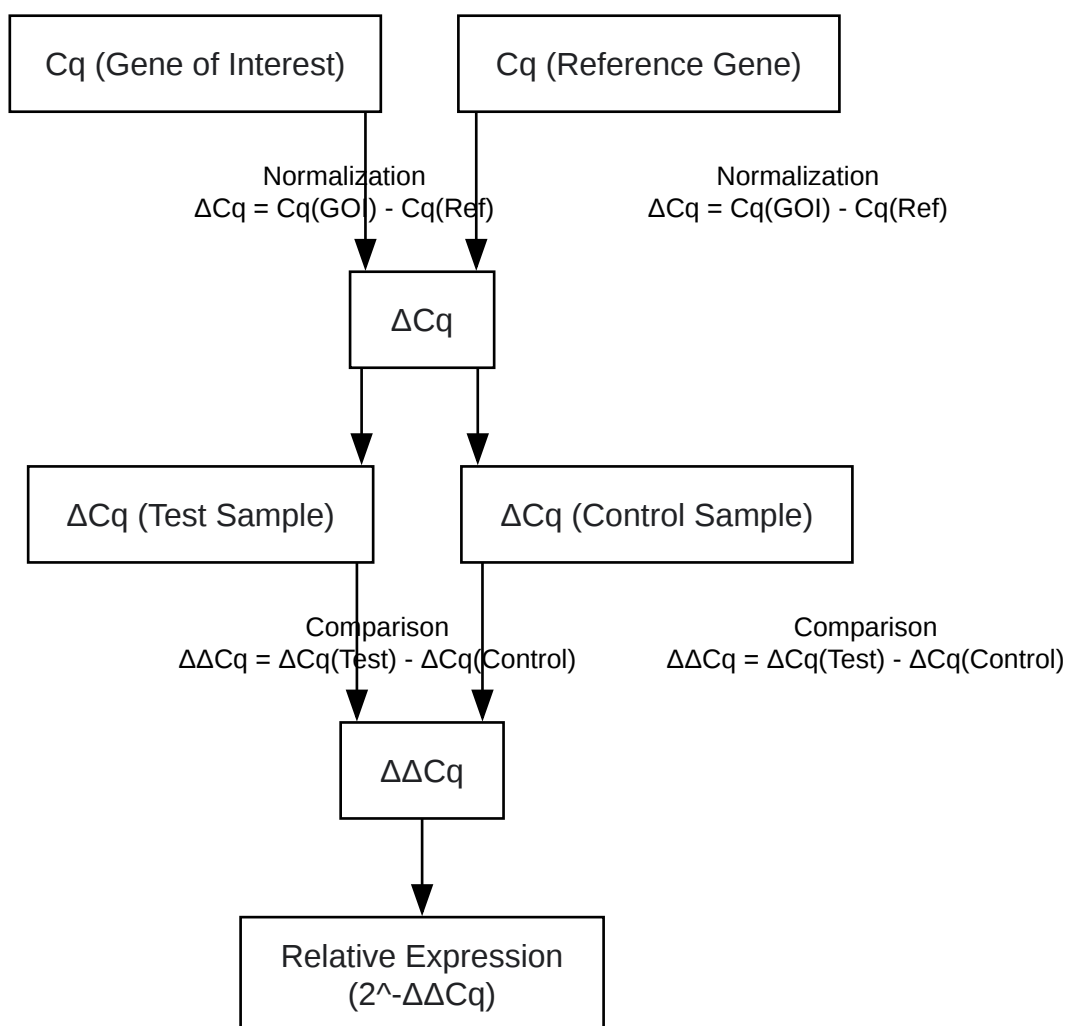 Cq (Gene of Interest)
Cq (Reference Gene)
Normalization
ΔCq = Cq(GOI) - Cq(Ref)
Normalization
ΔCq = Cq(GOI) - Cq(Ref)
ΔCq
ΔCq (Test Sample)
ΔCq (Control Sample)
Comparison
ΔΔCq = ΔCq(Test) - ΔCq(Control)
Comparison
ΔΔCq = ΔCq(Test) - ΔCq(Control)
ΔΔCq
Relative Expression
(2^-ΔΔCq)